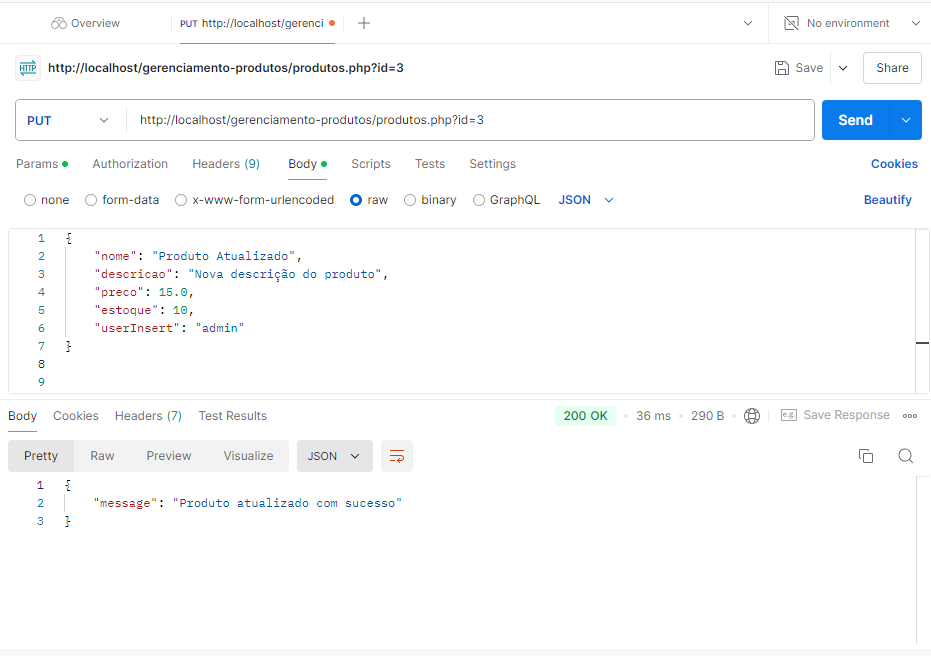 Overview PUT http://localhost/gerenci No environment
HTTP http://localhost/gerenciamento-produtos/produtos.php?id=3 Save Share
PUT http://localhost/gerenciamento-produtos/produtos.php?id=3 Send
Params Authorization Headers (9) Body Scripts Tests Settings Cookies
none form-data x-www-form-urlencoded raw binary GraphQL JSON Beautify
1 {
2 "nome": "Produto Atualizado",
3 "descricao": "Nova descrição do produto",
4 "preco": 15.0,
5 "estoque": 10,
6 "userInsert": "admin"
7 }
8
9
Body Cookies Headers (7) Test Results 200 OK 36 ms 290 B e.g. Save Response
Pretty Raw Preview Visualize JSON
1 {
2 "message": "Produto atualizado com sucesso"
3 }